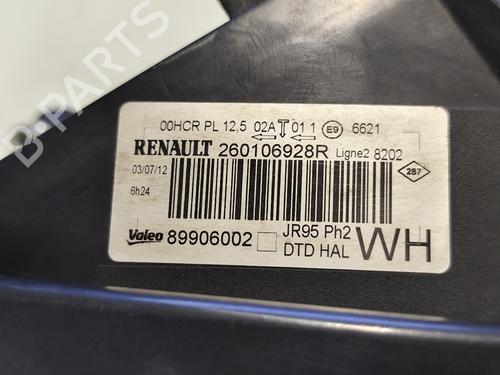 00HCR PL 12,5 02A T 01 1 E9 6621
RENAULT 260106928R Ligne2 8202
03/07/12
6h24
287
Valeo 89906002
JR95 Ph2
DTD HAL
WH